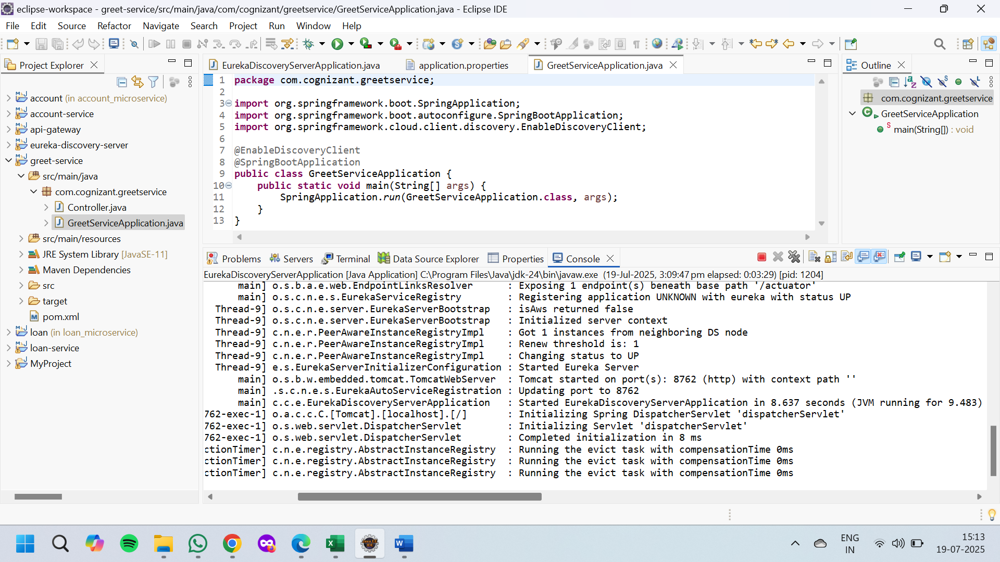 eclipse-workspace - greet-service/src/main/java/com/cognizant/greetservice/GreetServiceApplication.java - Eclipse IDE
File Edit Source Refactor Navigate Search Project Run Window Help
Project Explorer
account (in account_microservice)
account-service
api-gateway
eureka-discovery-server
greet-service
src/main/java
com.cognizant.greetservice
Controller.java
GreetServiceApplication.java
src/main/resources
JRE System Library [JavaSE-11]
Maven Dependencies
src
target
pom.xml
loan (in loan_microservice)
loan-service
MyProject
EurekaDiscoveryServerApplication.java application.properties GreetServiceApplication.java
1 package com.cognizant.greetservice;
2
3 import org.springframework.boot.SpringApplication;
4 import org.springframework.boot.autoconfigure.SpringBootApplication;
5 import org.springframework.cloud.client.discovery.EnableDiscoveryClient;
6
7 @EnableDiscoveryClient
8 @SpringBootApplication
9 public class GreetServiceApplication {
10 public static void main(String[] args) {
11 SpringApplication.run(GreetServiceApplication.class, args);
12 }
13 }
Outline
com.cognizant.greetservice
GreetServiceApplication
main(String[]) : void
Problems Servers Terminal Data Source Explorer Properties Console
EurekaDiscoveryServerApplication [Java Application] C:\Program Files\Java\jdk-24\bin\javaw.exe (19-Jul-2025, 3:09:47 pm elapsed: 0:03:29) [pid: 1204]
main] o.s.b.a.e.web.EndpointLinksResolver : Exposing 1 endpoint(s) beneath base path '/actuator'
main] o.s.c.n.e.s.EurekaServiceRegistry : Registering application UNKNOWN with eureka with status UP
Thread-9] o.s.c.n.e.server.EurekaServerBootstrap : isAws returned false
Thread-9] o.s.c.n.e.server.EurekaServerBootstrap : Initialized server context
Thread-9] c.n.e.r.PeerAwareInstanceRegistryImpl : Got 1 instances from neighboring DS node
Thread-9] c.n.e.r.PeerAwareInstanceRegistryImpl : Renew threshold is: 1
Thread-9] c.n.e.r.PeerAwareInstanceRegistryImpl : Changing status to UP
Thread-9] e.s.EurekaServerInitializerConfiguration : Started Eureka Server
main] o.s.b.w.embedded.tomcat.TomcatWebServer : Tomcat started on port(s): 8762 (http) with context path ''
main] .s.c.n.e.s.EurekaAutoServiceRegistration : Updating port to 8762
main] c.c.e.EurekaDiscoveryServerApplication : Started EurekaDiscoveryServerApplication in 8.637 seconds (JVM running for 9.483)
762-exec-1] o.a.c.c.C.[Tomcat].[localhost].[/] : Initializing Spring DispatcherServlet 'dispatcherServlet'
762-exec-1] o.s.web.servlet.DispatcherServlet : Initializing Servlet 'dispatcherServlet'
762-exec-1] o.s.web.servlet.DispatcherServlet : Completed initialization in 8 ms
ctionTimer] c.n.e.registry.AbstractInstanceRegistry : Running the evict task with compensationTime 0ms
ctionTimer] c.n.e.registry.AbstractInstanceRegistry : Running the evict task with compensationTime 0ms
ctionTimer] c.n.e.registry.AbstractInstanceRegistry : Running the evict task with compensationTime 0ms
ENG
IN
15:13
19-07-2025